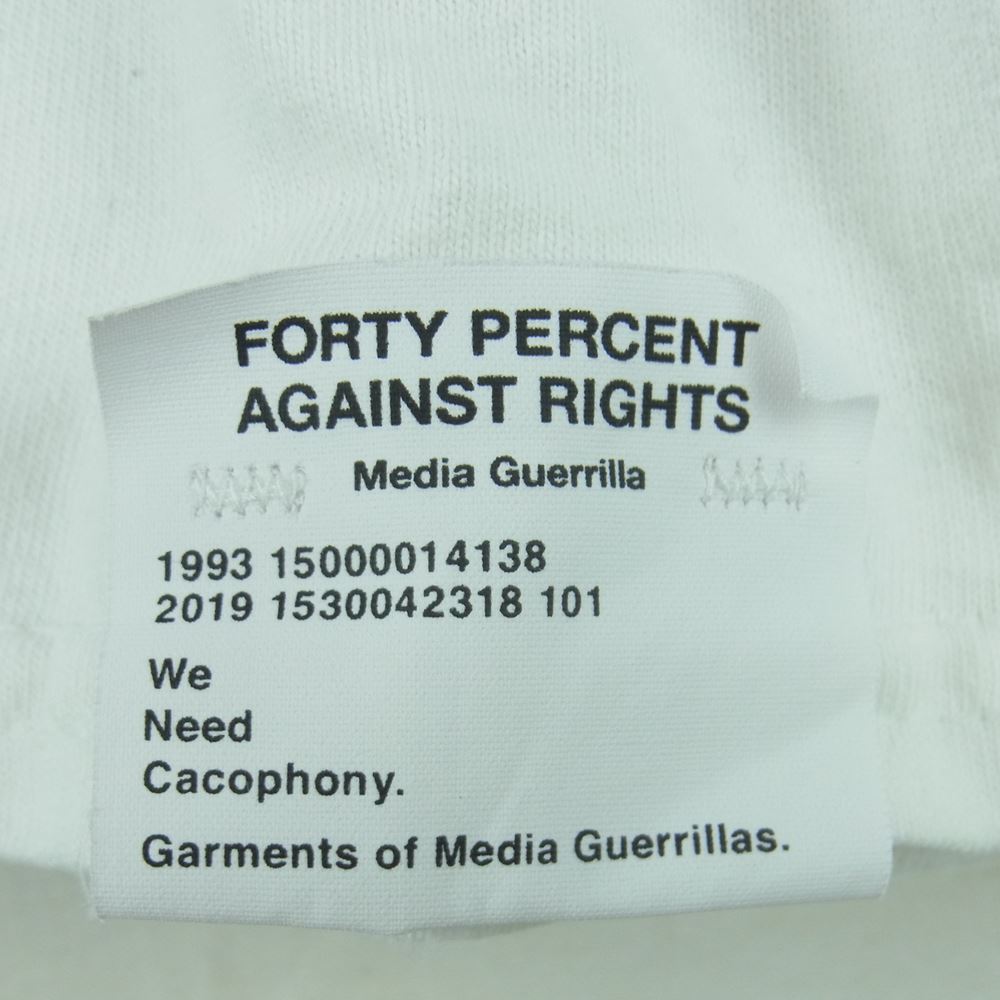 FORTY PERCENT
AGAINST RIGHTS
Media Guerrilla
1993 15000014138
2019 1530042318 101
We
Need
Cacophony.
Garments of Media Guerrillas.